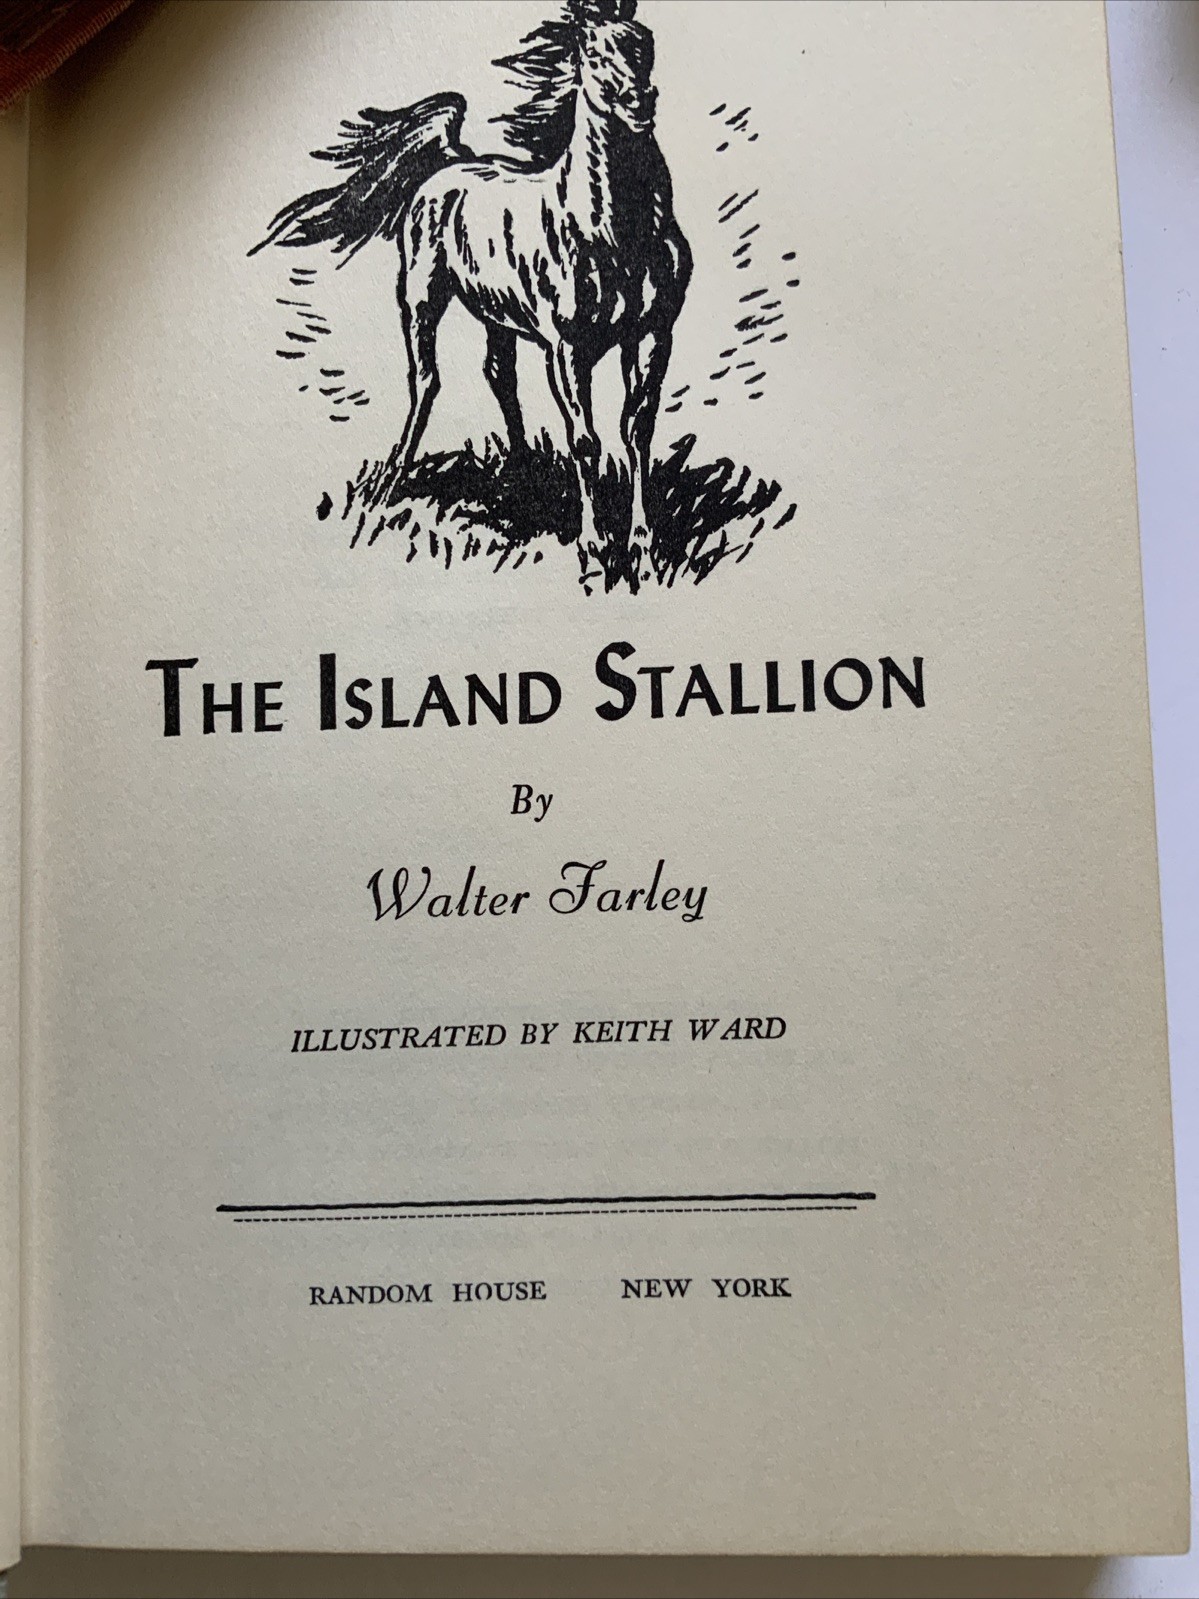 THE ISLAND STALLION
By
Walter Farley
ILLUSTRATED BY KEITH WARD
RANDOM HOUSE NEW YORK